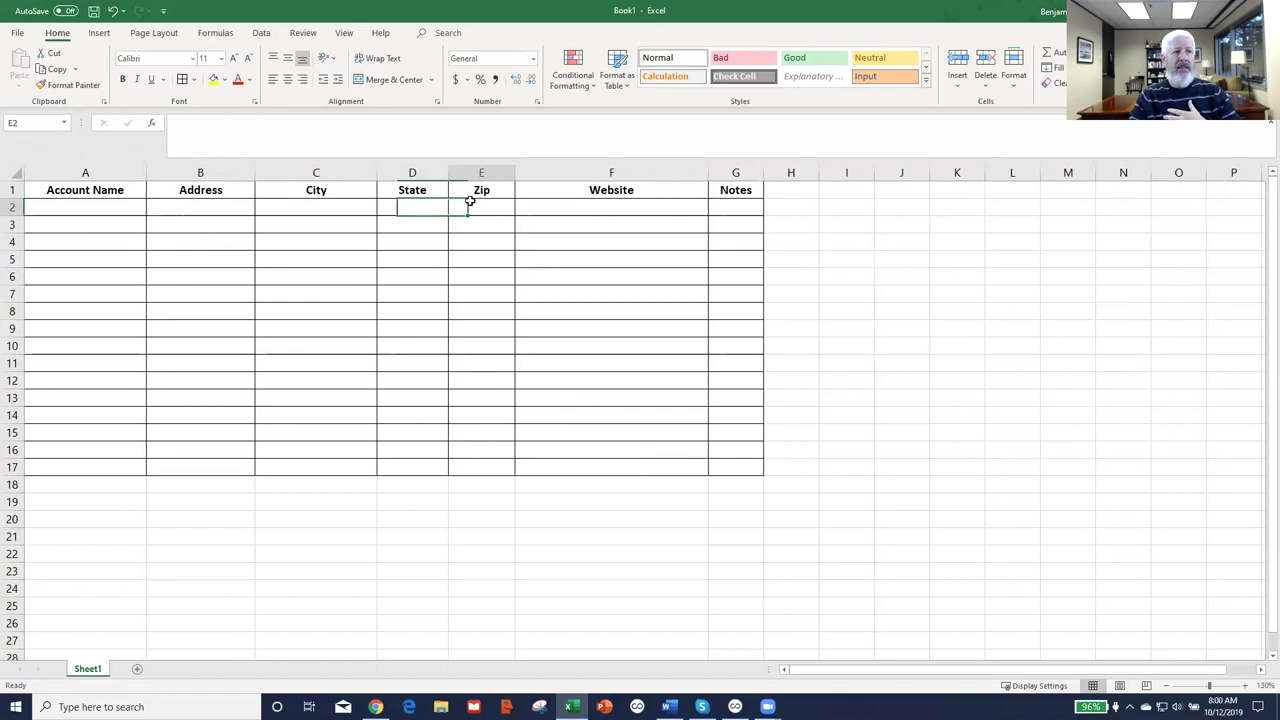 AutoSave Off Book1 - Excel Benjam
File Home Insert Page Layout Formulas Data Review View Help Search
Cut Calibri 11 Wrap Text General Normal Bad Good Neutral
Paste Copy Merge & Center Conditional Formatting Format as Table Calculation Check Cell Explanatory ... Input Insert Delete Format
Format Painter
Clipboard Font Alignment Number Styles Cells
E2 fx
A B C D E F G H I J K L M N O P
1 Account Name Address City State Zip Website Notes
2
3
4
5
6
7
8
9
10
11
12
13
14
15
16
17
18
19
20
21
22
23
24
25
26
27
28
Sheet1
Ready Display Settings 130%
Type here to search 96% 8:00 AM
10/12/2019